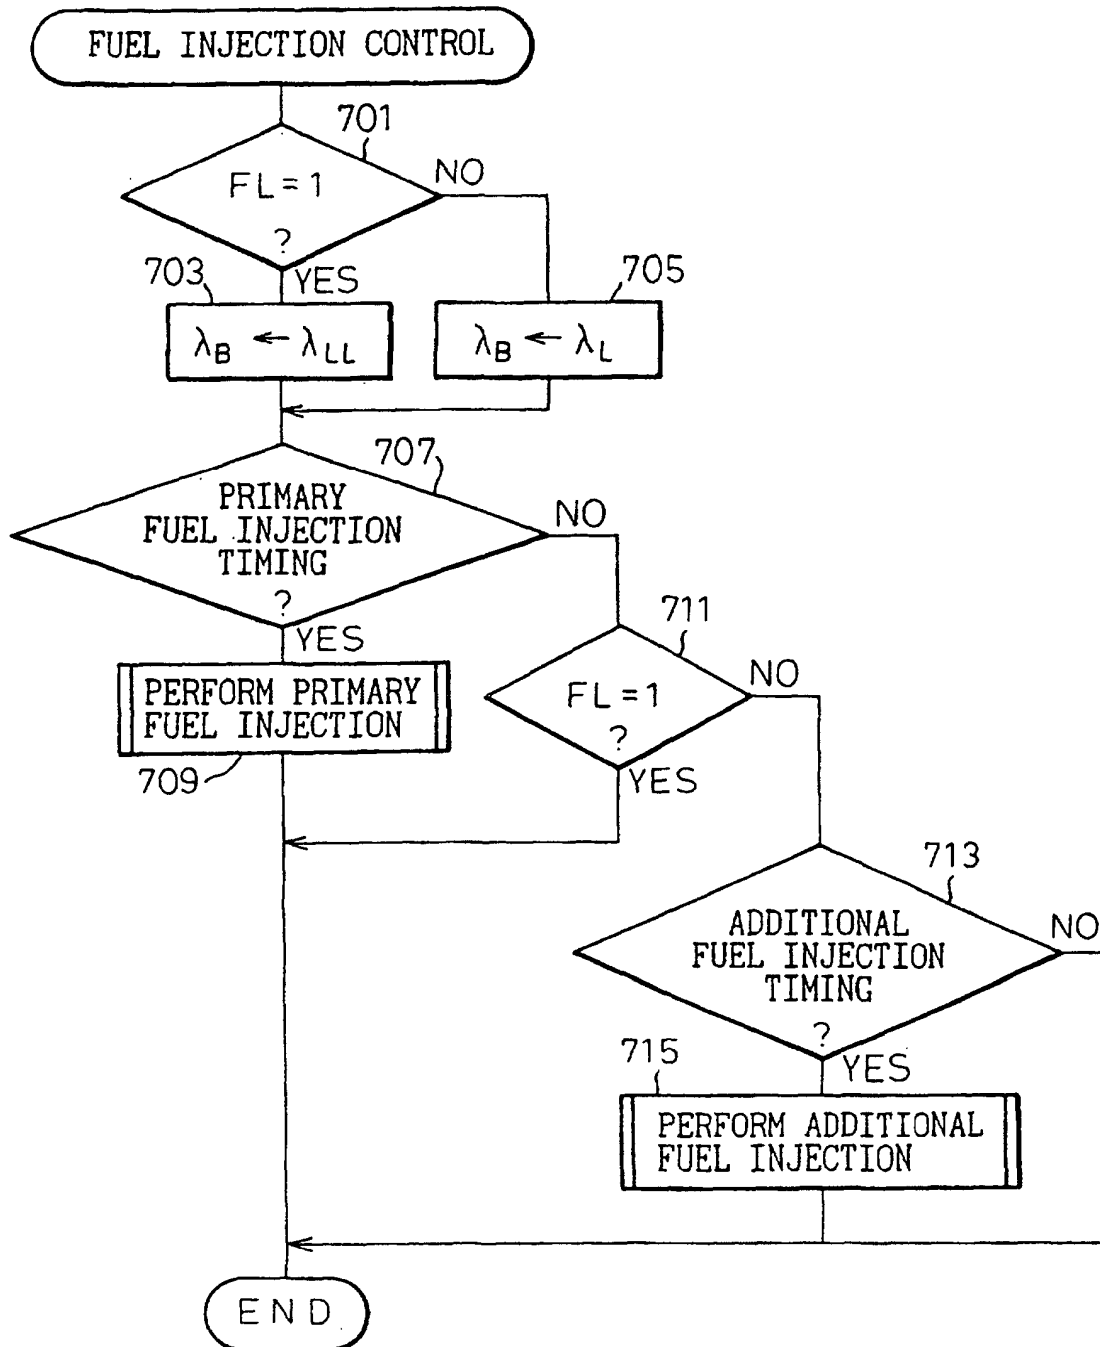 FUEL INJECTION CONTROL
701
FL=1
?
NO
YES
703
λB ← λLL
705
λB ← λL
707
PRIMARY
FUEL INJECTION
TIMING
?
NO
YES
PERFORM PRIMARY
FUEL INJECTION
709
711
FL=1
?
NO
YES
713
ADDITIONAL
FUEL INJECTION
TIMING
?
NO
YES
715
PERFORM ADDITIONAL
FUEL INJECTION
END